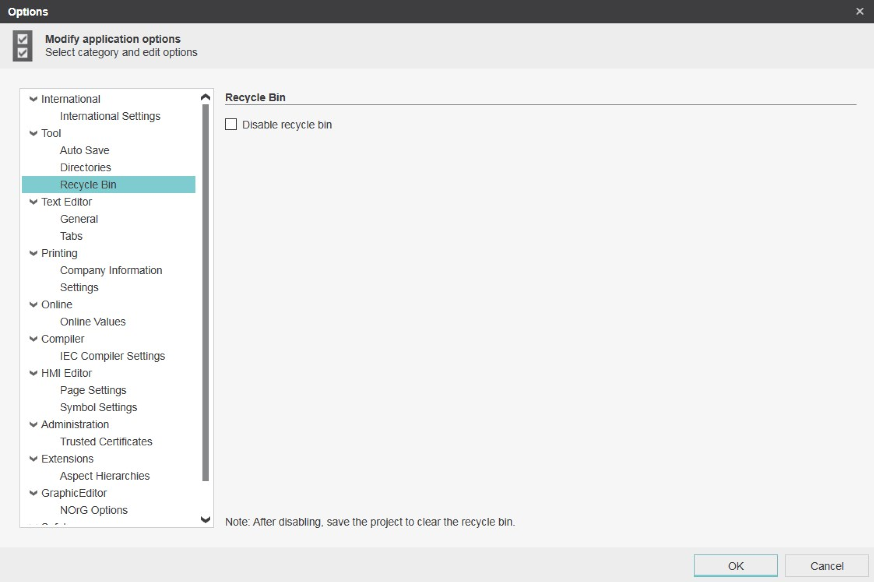 Options
Modify application options
Select category and edit options
International
International Settings
Tool
Auto Save
Directories
Recycle Bin
Text Editor
General
Tabs
Printing
Company Information
Settings
Online
Online Values
Compiler
IEC Compiler Settings
HMI Editor
Page Settings
Symbol Settings
Administration
Trusted Certificates
Extensions
Aspect Hierarchies
GraphicEditor
NOrG Options
Recycle Bin
Disable recycle bin
Note: After disabling, save the project to clear the recycle bin.
OK
Cancel